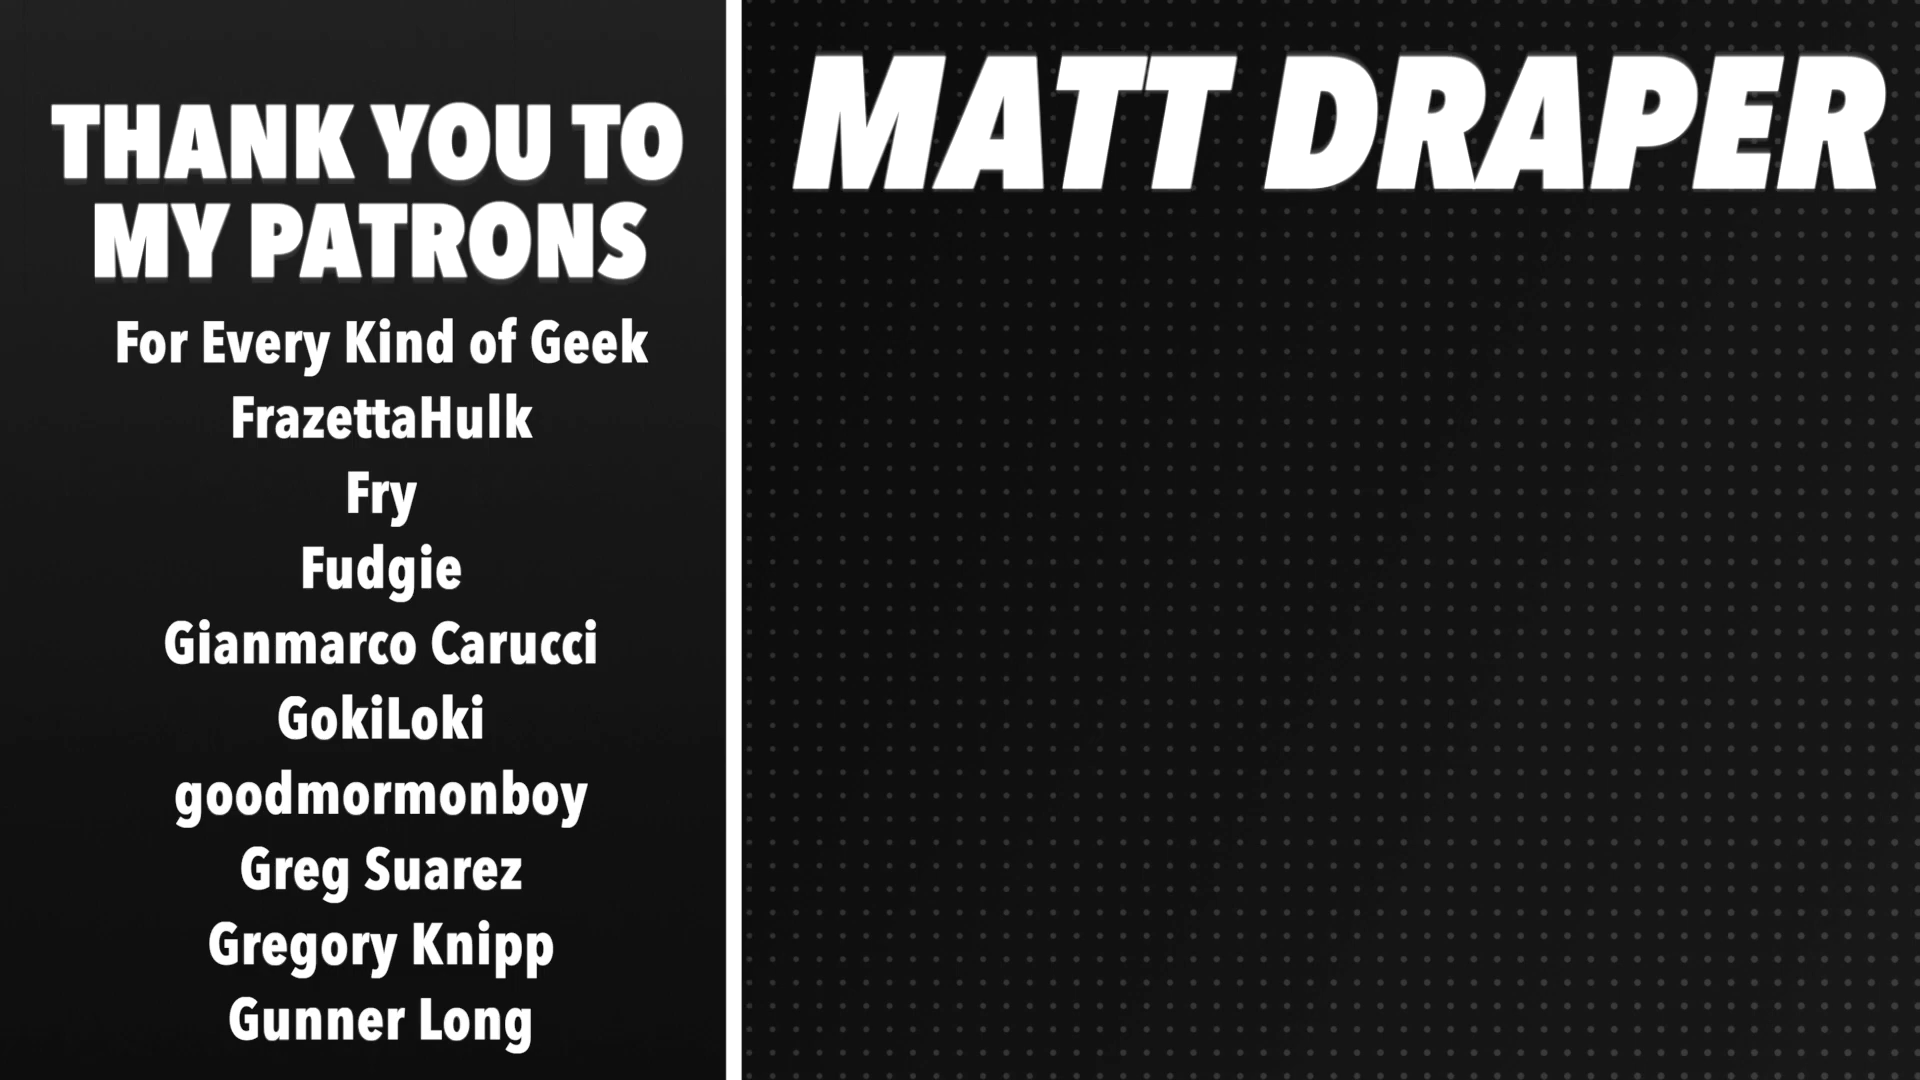 THANK YOU TO
MY PATRONS
For Every Kind of Geek
FrazettaHulk
Fry
Fudgie
Gianmarco Carucci
GokiLoki
goodmormonboy
Greg Suarez
Gregory Knipp
Gunner Long
MATT DRAPER